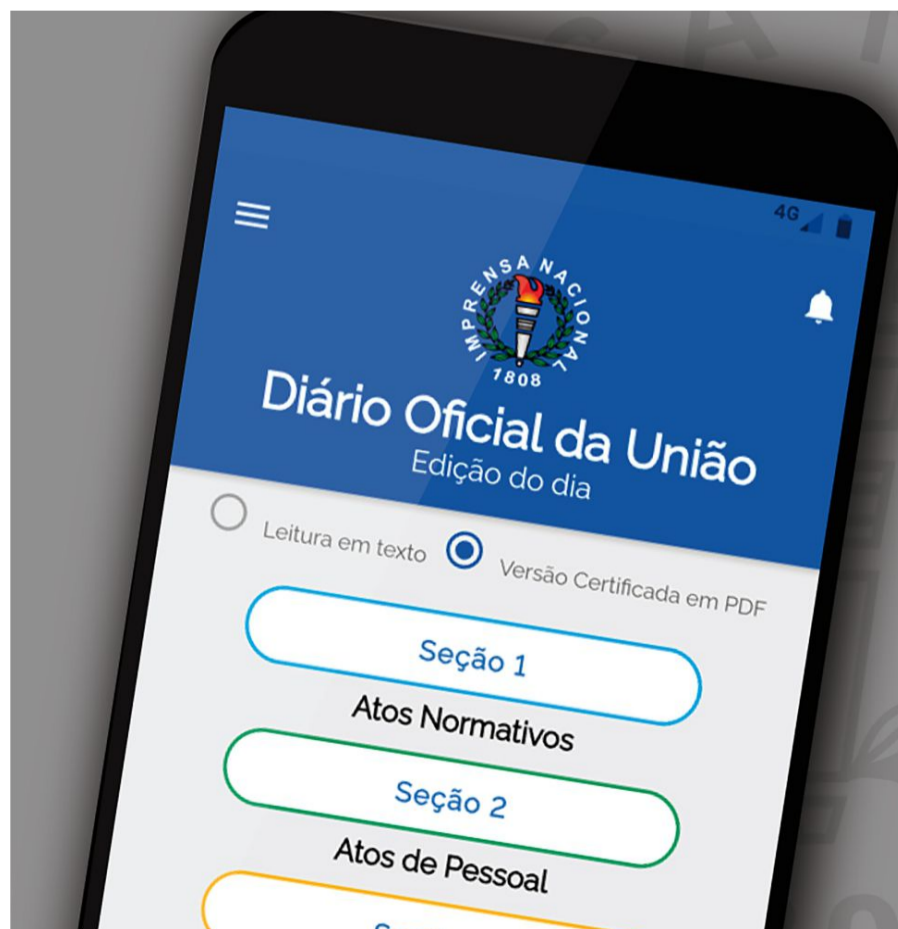 4G
IMPRENSA NACIONAL
1808
Diário Oficial da União
Edição do dia
Leitura em texto
Versão Certificada em PDF
Seção 1
Atos Normativos
Seção 2
Atos de Pessoal